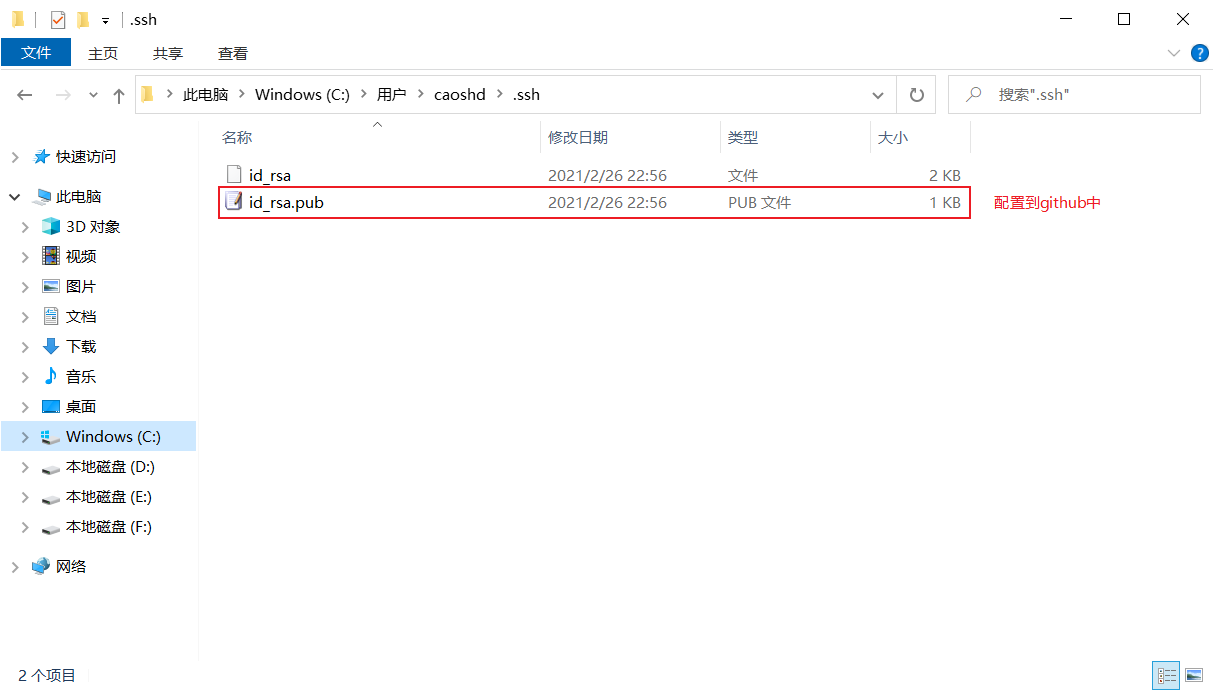 .ssh
文件 主页 共享 查看
此电脑 Windows (C:) 用户 caoshd .ssh 搜索".ssh"
名称 修改日期 类型 大小
id_rsa 2021/2/26 22:56 文件 2 KB
id_rsa.pub 2021/2/26 22:56 PUB 文件 1 KB 配置到github中
快速访问
此电脑
3D 对象
视频
图片
文档
下载
音乐
桌面
Windows (C:)
本地磁盘 (D:)
本地磁盘 (E:)
本地磁盘 (F:)
网络
2 个项目